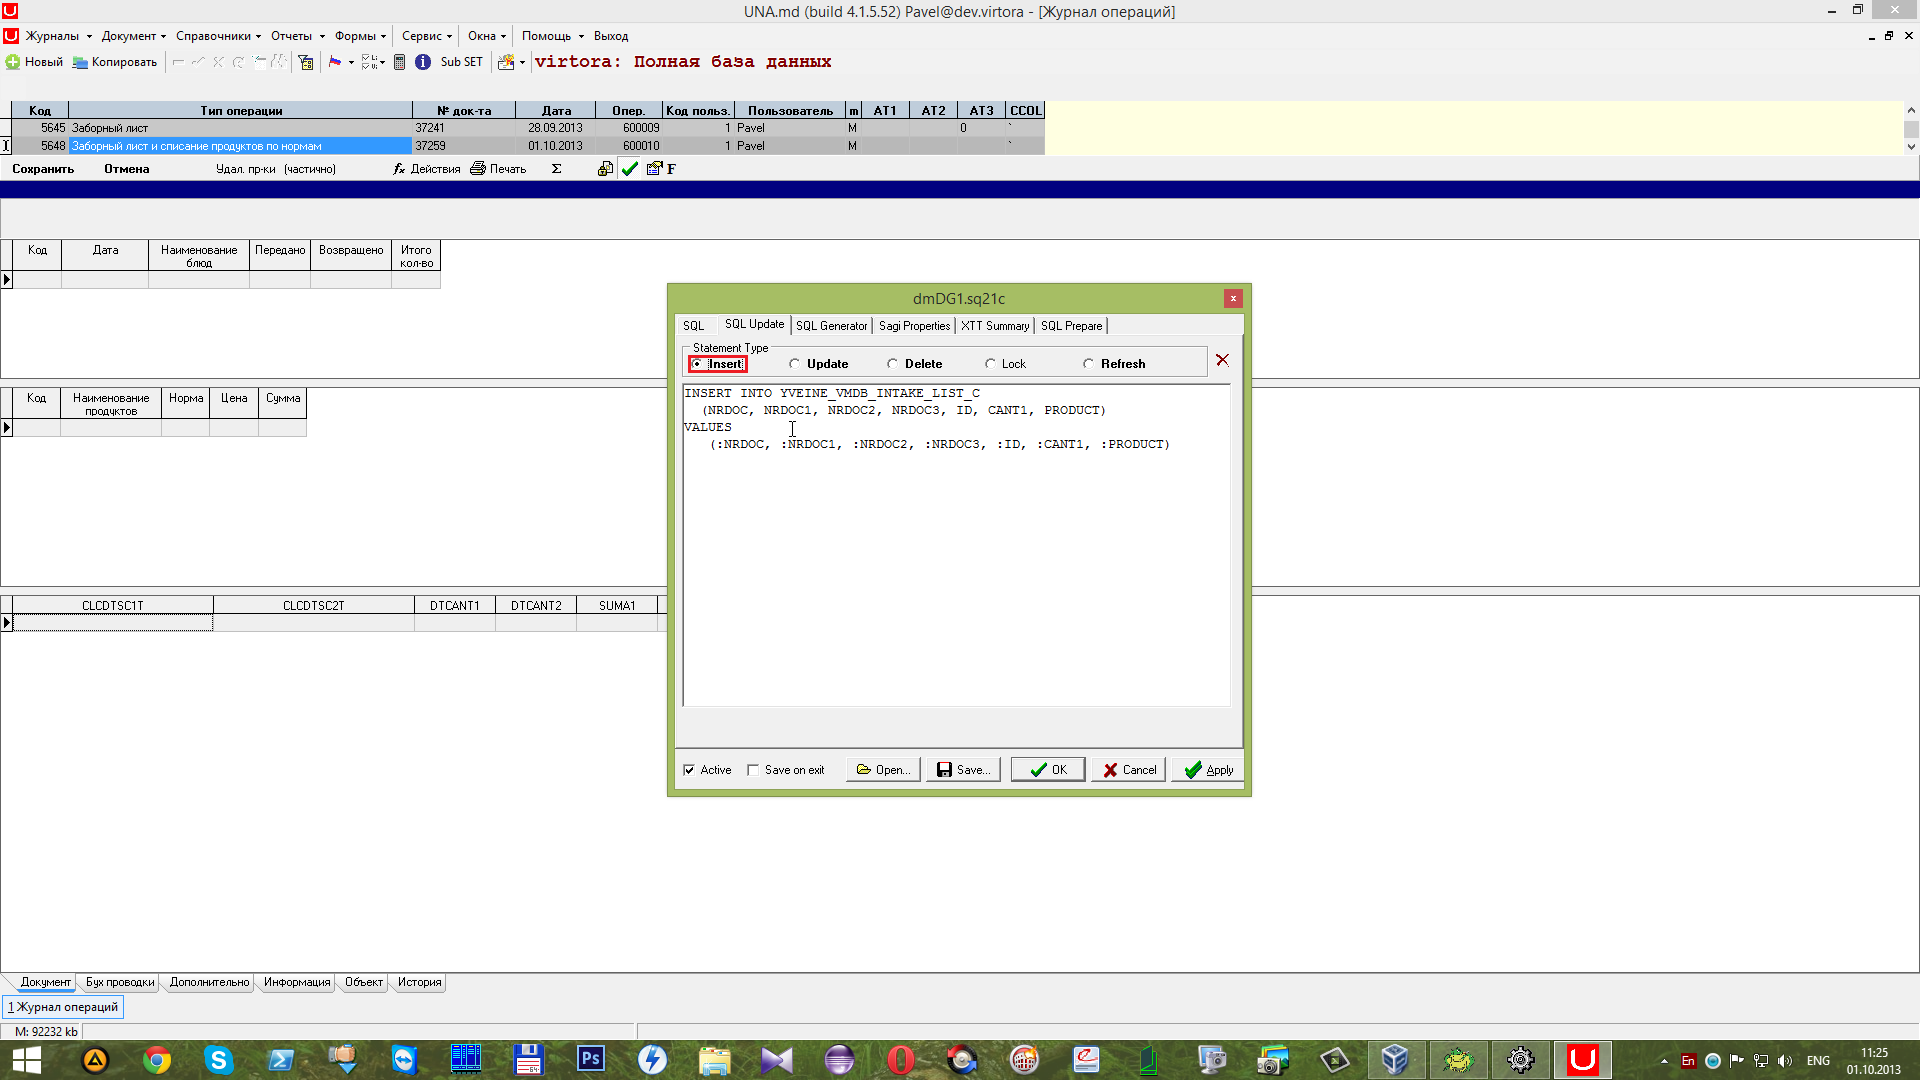 UNA.md (build 4.1.5.52) Pavel@dev.virtora - [Журнал операций]
Журналы Документ Справочники Отчеты Формы Сервис Окна Помощь Выход
Новый Копировать Sub SET virtora: Полная база данных
Код Тип операции № док-та Дата Опер. Код польз. Пользователь m AT1 AT2 AT3 CCOL
5645 Заборный лист 37241 28.09.2013 600009 1 Pavel M 0 `
5648 Заборный лист и списание продуктов по нормам 37259 01.10.2013 600010 1 Pavel M `
Сохранить Отмена Удал. пр-ки (частично) fx Действия Печать Σ F
Код Дата Наименование блюд Передано Возвращено Итого кол-во
Код Наименование продуктов Норма Цена Сумма
CLCDTSC1T CLCDTSC2T DTCANT1 DTCANT2 SUMA1
dmDG1.sq21c
SQL SQL Update SQL Generator Sagi Properties XTT Summary SQL Prepare
Statement Type
Insert Update Delete Lock Refresh
INSERT INTO YVEINE_VMDB_INTAKE_LIST_C
(NRDOC, NRDOC1, NRDOC2, NRDOC3, ID, CANT1, PRODUCT)
VALUES
(:NRDOC, :NRDOC1, :NRDOC2, :NRDOC3, :ID, :CANT1, :PRODUCT)
Active Save on exit Open... Save... OK Cancel Apply
Документ Бух проводки Дополнительно Информация Объект История
1 Журнал операций
M: 92232 kb
Ps En ENG 11:25
01.10.2013